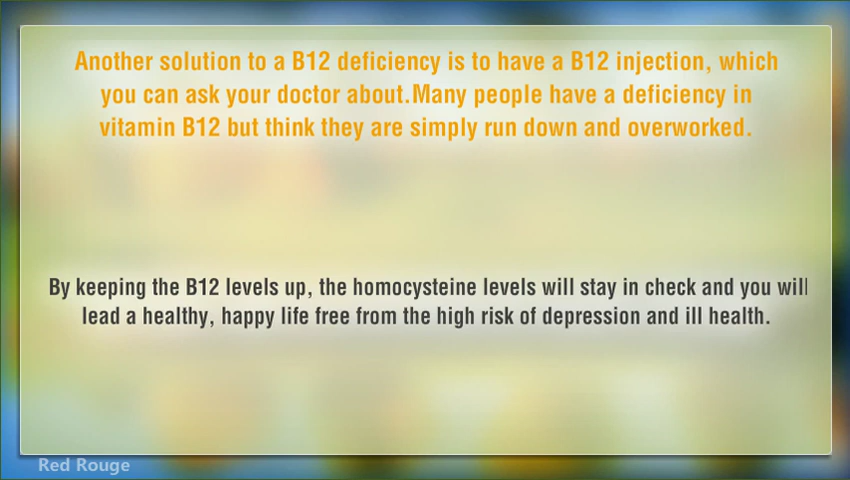 Another solution to a B12 deficiency is to have a B12 injection, which
you can ask your doctor about.Many people have a deficiency in
vitamin B12 but think they are simply run down and overworked.
By keeping the B12 levels up, the homocysteine levels will stay in check and you will
lead a healthy, happy life free from the high risk of depression and ill health.
Red Rouge